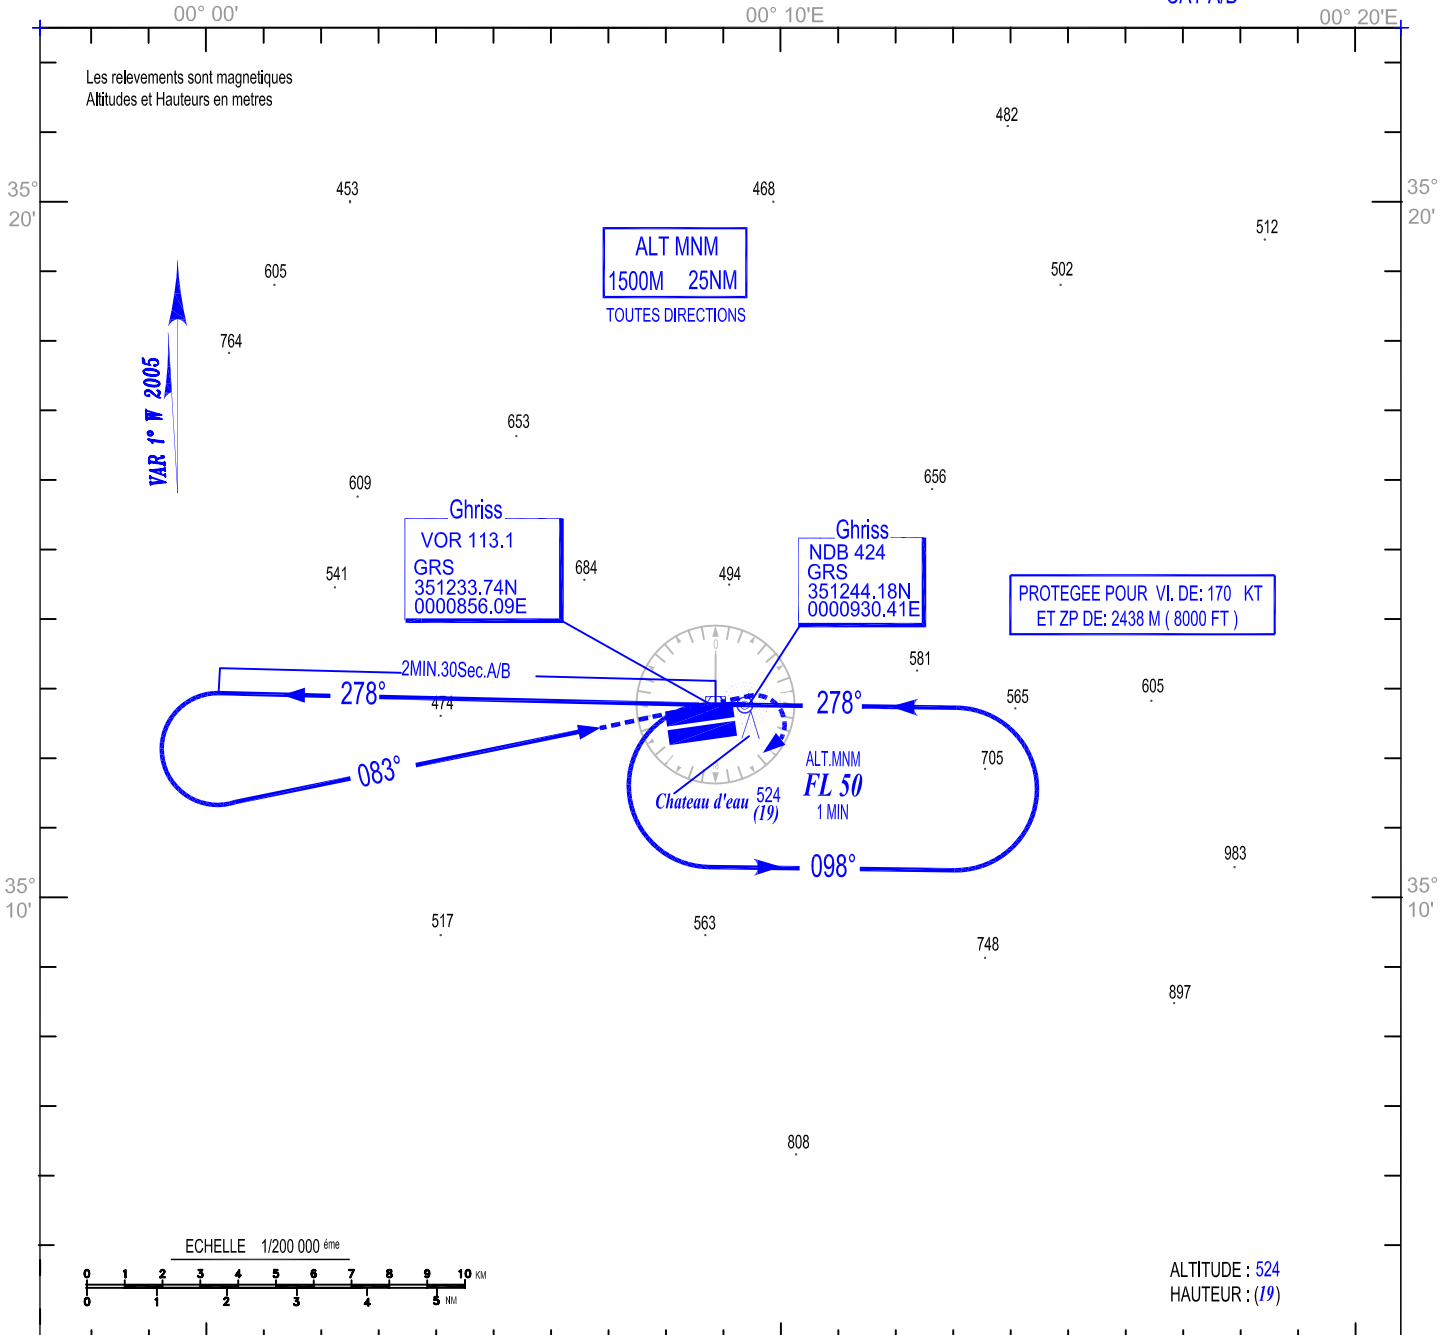 CAT A/B
00° 00'
00° 10'E
00° 20'E
Les relevements sont magnetiques
Altitudes et Hauteurs en metres
482
453
468
35°
20'
35°
20'
512
ALT MNM
1500M 25NM
TOUTES DIRECTIONS
605
502
764
VAR 1° W 2005
653
609
656
Ghriss
VOR 113.1
GRS
351233.74N
0000856.09E
Ghriss
NDB 424
GRS
351244.18N
0000930.41E
541
684
494
PROTEGEE POUR VI. DE: 170 KT
ET ZP DE: 2438 M ( 8000 FT )
0
581
2MIN.30Sec.A/B
278°
474
278°
565
605
083°
ALT.MNM
FL 50
1 MIN
705
Chateau d'eau 524
(19)
098°
983
35°
10'
35°
10'
517
563
748
897
808
ECHELLE 1/200 000 éme
0 1 2 3 4 5 6 7 8 9 10 KM
0 1 2 3 4 5 NM
ALTITUDE : 524
HAUTEUR : (19)